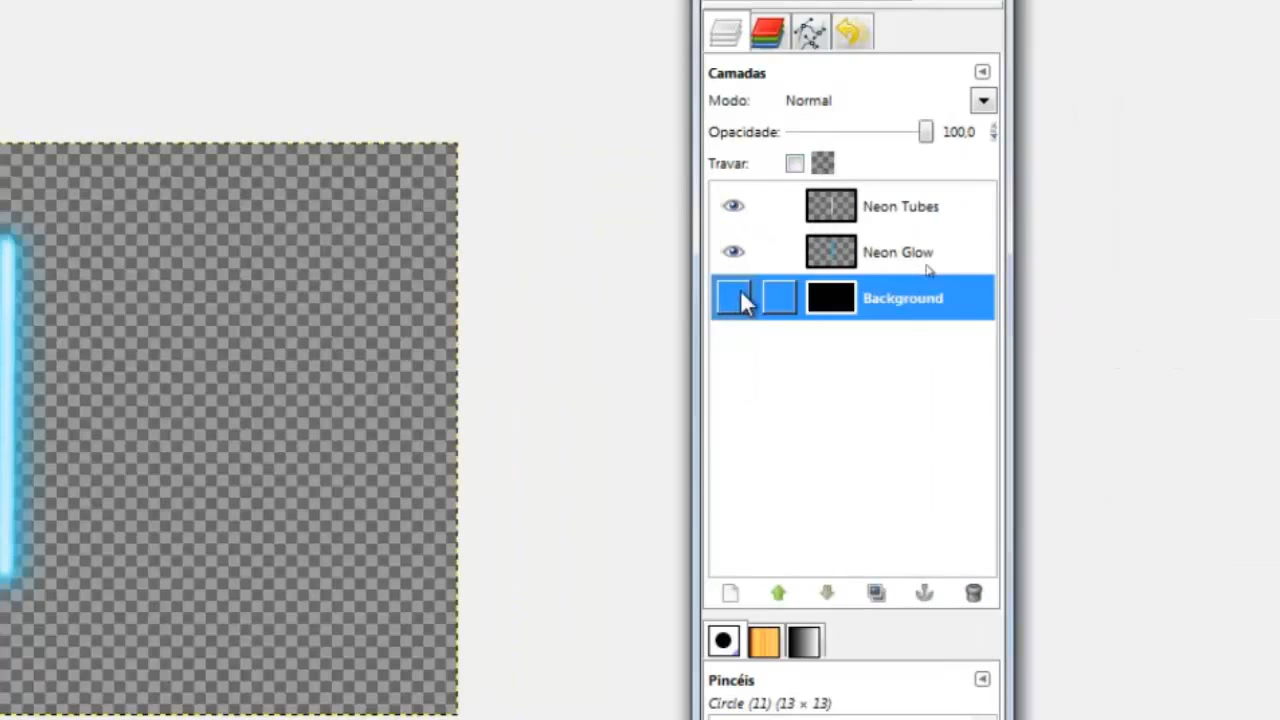 Camadas
Modo: Normal
Opacidade: 100,0
Travar:
Neon Tubes
Neon Glow
Background
Pincéis
Circle (11) (13 × 13)